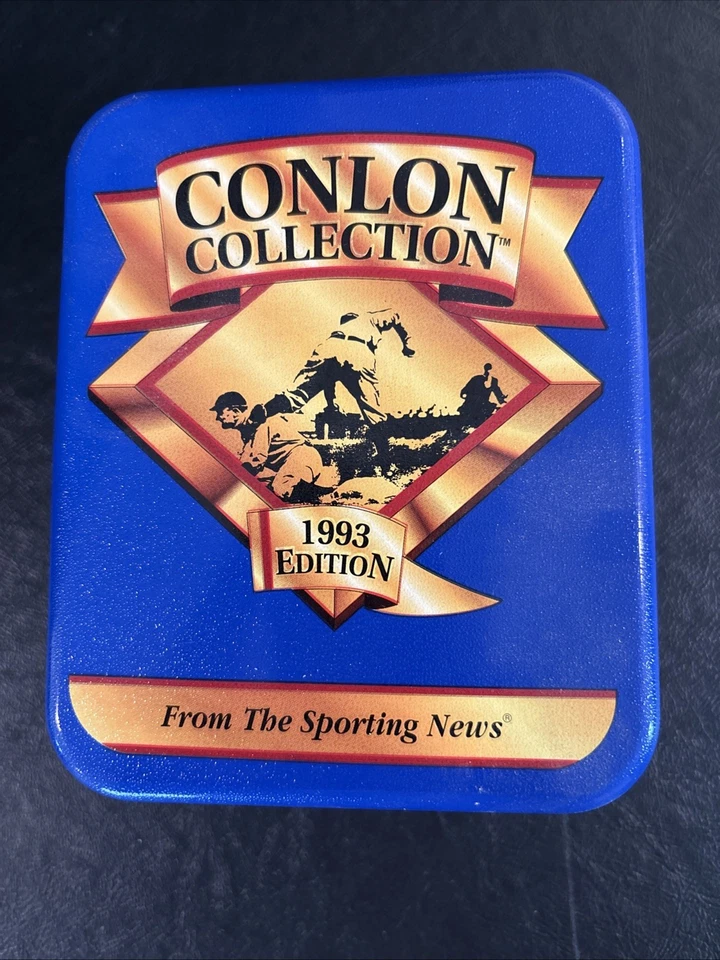 CONLON
COLLECTION™
1993
EDITION
From The Sporting News®